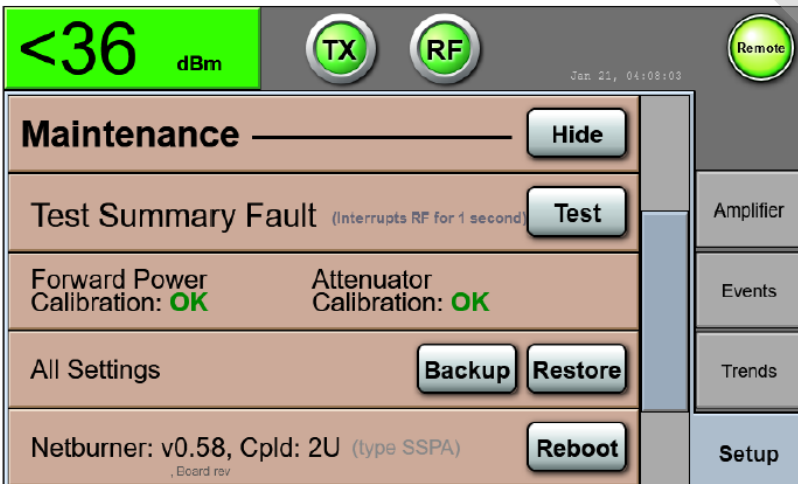 <36 dBm
TX
RF
Jan 21, 04:08:03
Remote
Maintenance
Hide
Test Summary Fault (Interrupts RF for 1 second)
Test
Forward Power
Calibration: OK
Attenuator
Calibration: OK
All Settings
Backup
Restore
Netburner: v0.58, Cpld: 2U (type SSPA)
, Board rev
Reboot
Amplifier
Events
Trends
Setup